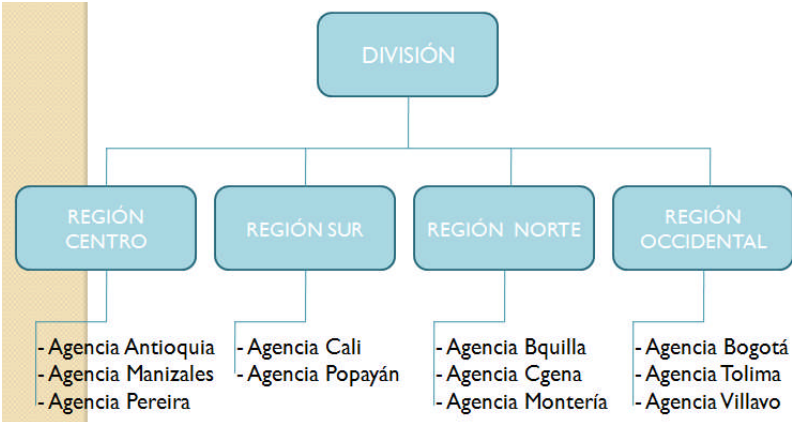 DIVISIÓN
REGIÓN
CENTRO
REGIÓN SUR
REGIÓN NORTE
REGIÓN
OCCIDENTAL
- Agencia Antioquia
- Agencia Manizales
- Agencia Pereira
- Agencia Cali
- Agencia Popayán
- Agencia Bquilla
- Agencia Cgena
- Agencia Montería
- Agencia Bogotá
- Agencia Tolima
- Agencia Villavo